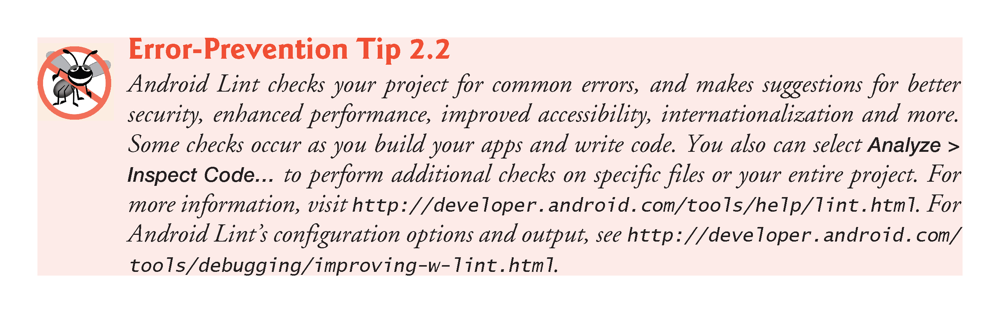 Error-Prevention Tip 2.2
Android Lint checks your project for common errors, and makes suggestions for better
security, enhanced performance, improved accessibility, internationalization and more.
Some checks occur as you build your apps and write code. You also can select Analyze >
Inspect Code... to perform additional checks on specific files or your entire project. For
more information, visit http://developer.android.com/tools/help/lint.html. For
Android Lint’s configuration options and output, see http://developer.android.com/
tools/debugging/improving-w-lint.html.